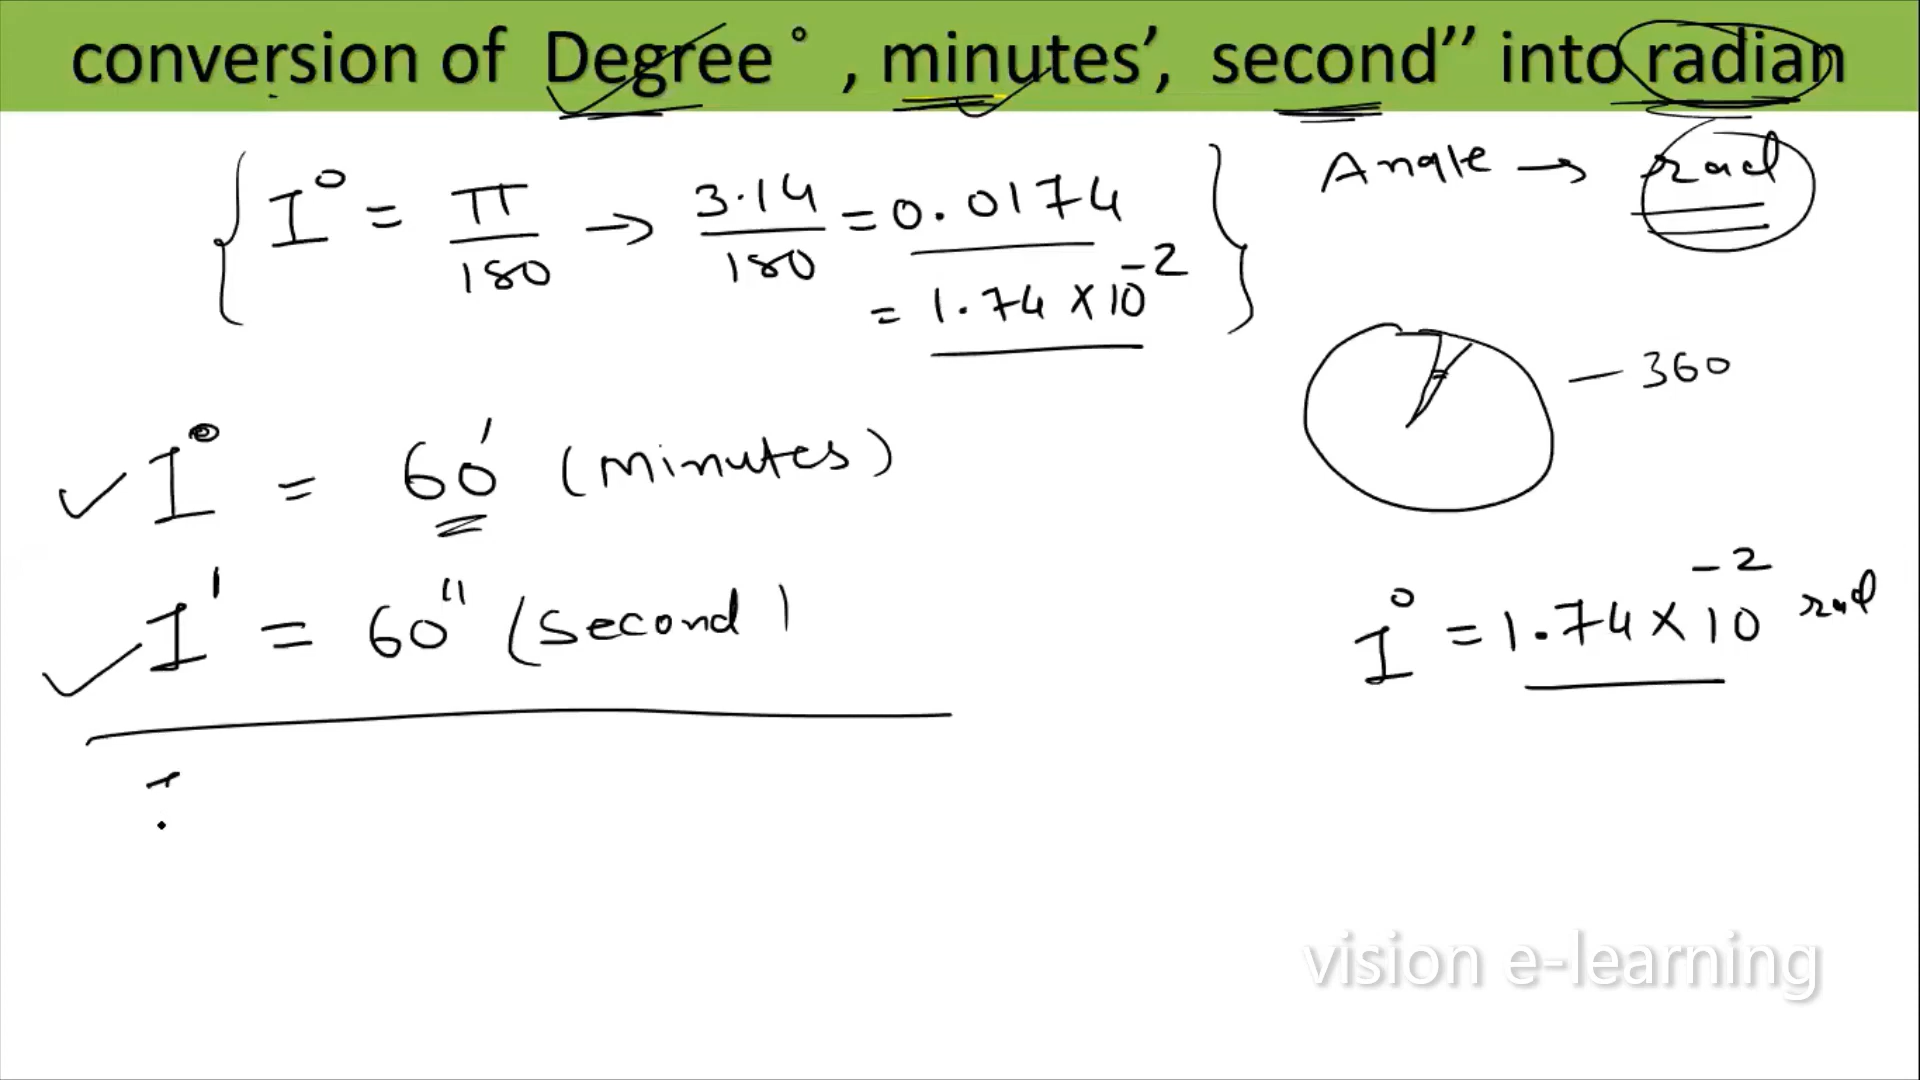 conversion of Degree ° , minutes’, second’’ into radian
1° = π/180 → 3.14/180 = 0.0174
= 1.74 × 10⁻²
Angle → rad
360
1° = 60' (minutes)
1' = 60" (second)
1° = 1.74 × 10⁻² rad
vision e-learning